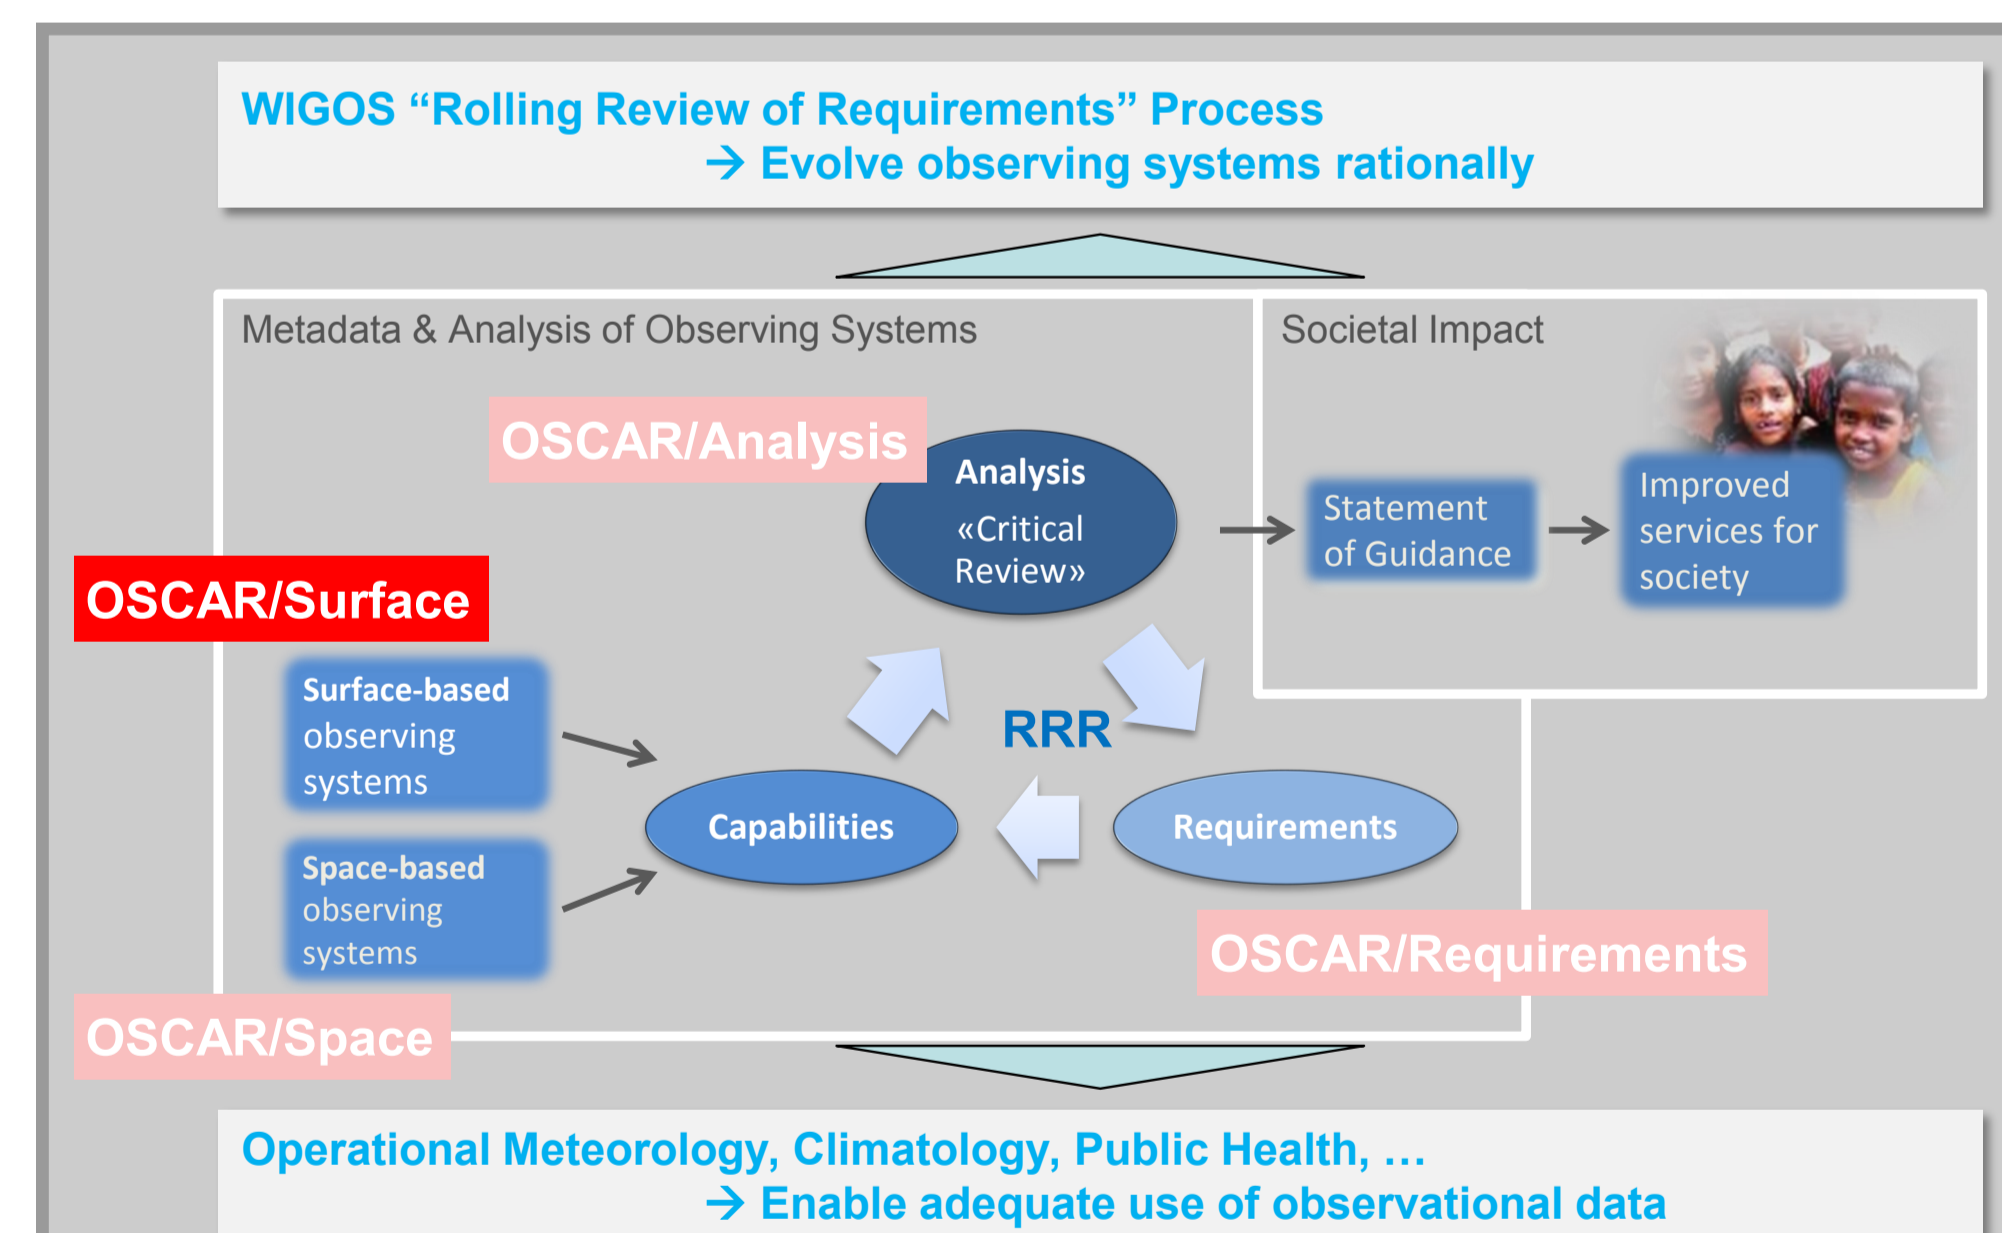 WIGOS “Rolling Review of Requirements” Process
→ Evolve observing systems rationally
Metadata & Analysis of Observing Systems
Societal Impact
OSCAR/Analysis
Analysis
«Critical
Review»
Statement
of Guidance
Improved
services for
society
OSCAR/Surface
Surface-based
observing
systems
RRR
Capabilities
Requirements
Space-based
observing
systems
OSCAR/Requirements
OSCAR/Space
Operational Meteorology, Climatology, Public Health, …
→ Enable adequate use of observational data